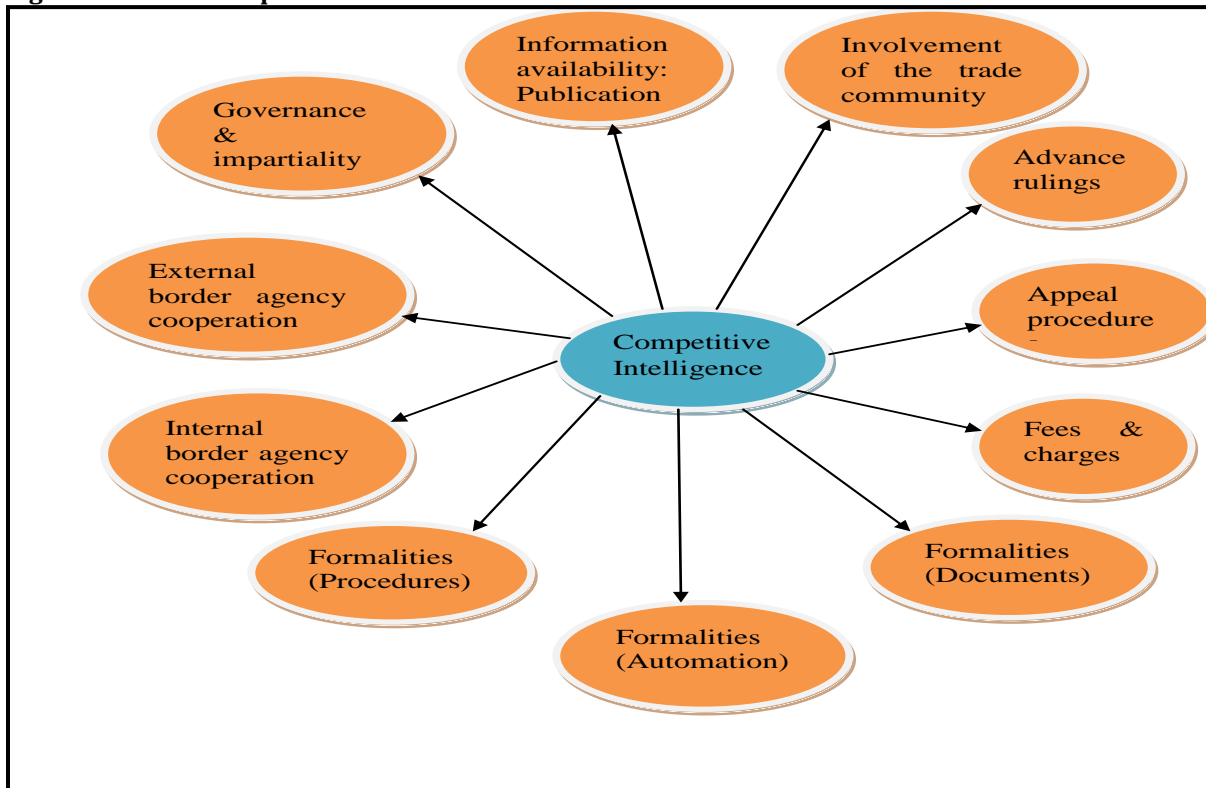 Information
availability:
Publication
Involvement
of the trade
community
Governance
&
impartiality
Advance
rulings
External
border agency
cooperation
Appeal
procedure
Competitive
Intelligence
Internal
border agency
cooperation
Fees &
charges
Formalities
(Procedures)
Formalities
(Documents)
Formalities
(Automation)